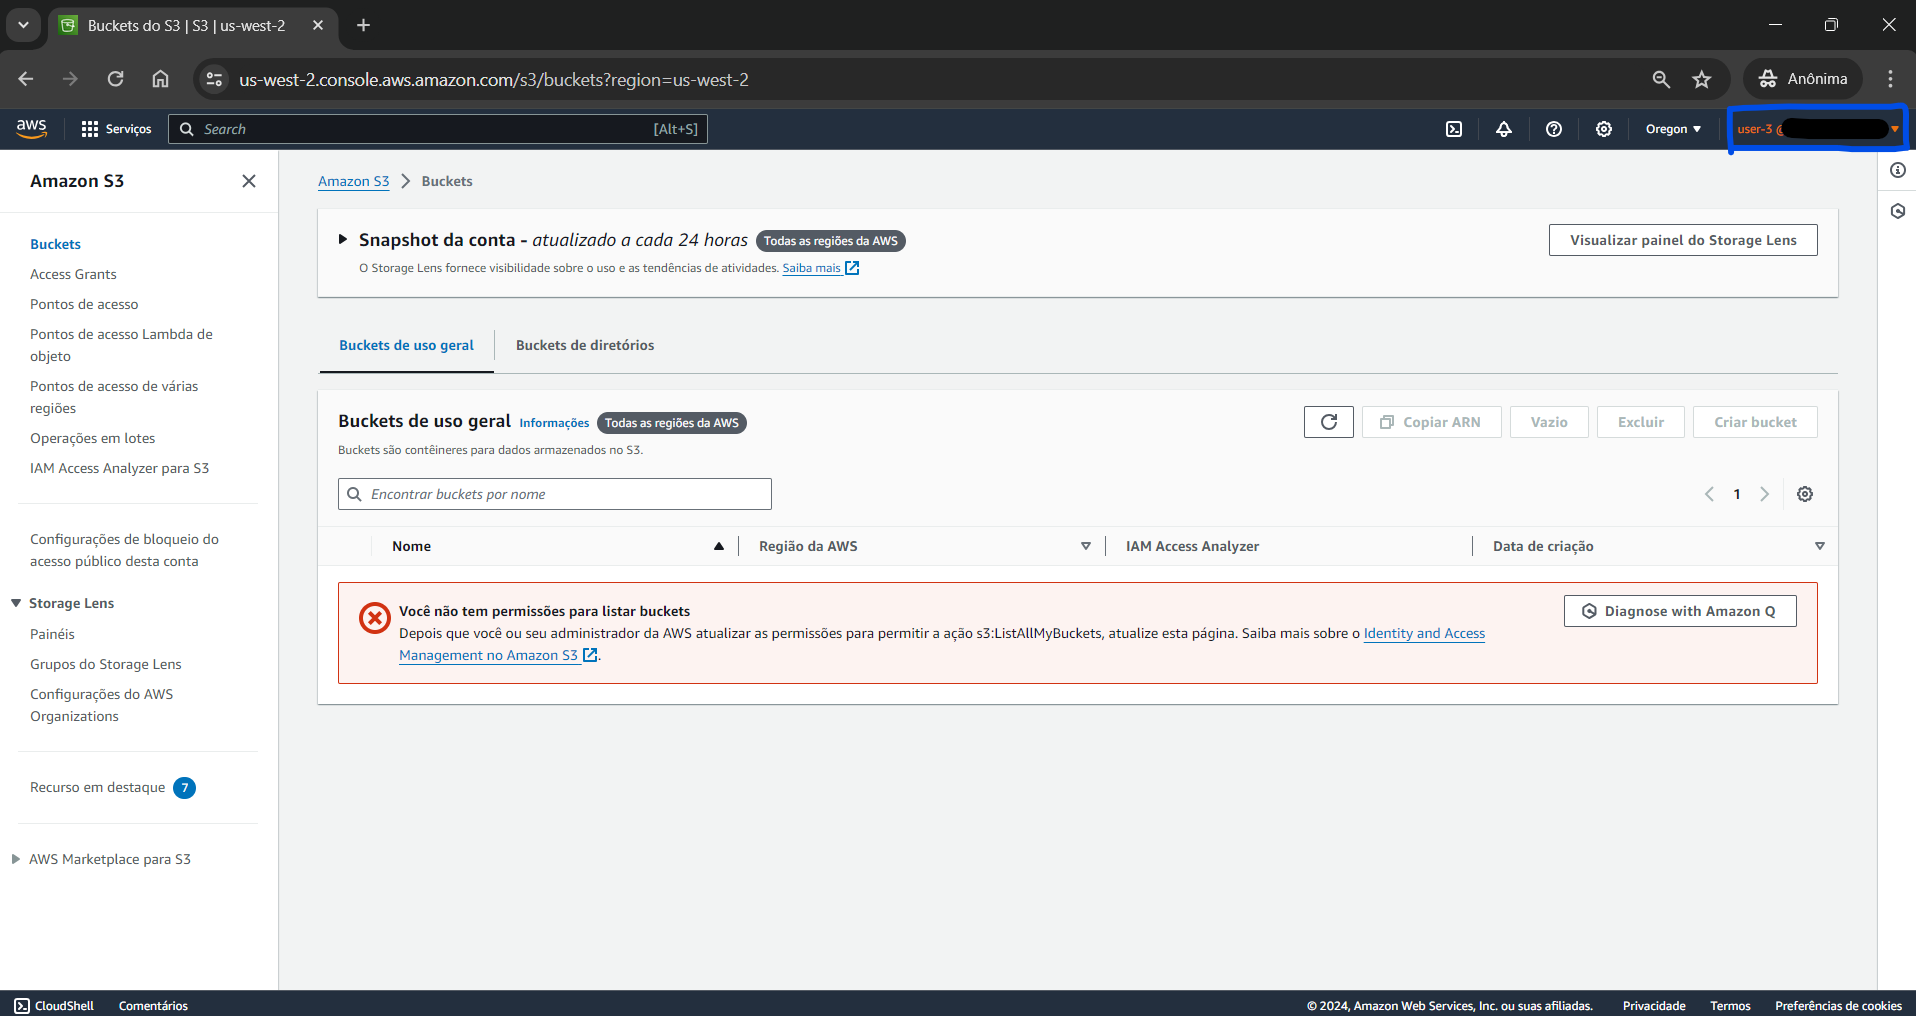 Buckets do S3 | S3 | us-west-2
us-west-2.console.aws.amazon.com/s3/buckets?region=us-west-2
Anônima
aws
Serviços
Search
[Alt+S]
Oregon
user-3 @
Amazon S3
Buckets
Access Grants
Pontos de acesso
Pontos de acesso Lambda de
objeto
Pontos de acesso de várias
regiões
Operações em lotes
IAM Access Analyzer para S3
Configurações de bloqueio do
acesso público desta conta
Storage Lens
Painéis
Grupos do Storage Lens
Configurações do AWS
Organizations
Recurso em destaque 7
AWS Marketplace para S3
Amazon S3 > Buckets
Snapshot da conta - atualizado a cada 24 horas Todas as regiões da AWS
O Storage Lens fornece visibilidade sobre o uso e as tendências de atividades. Saiba mais
Visualizar painel do Storage Lens
Buckets de uso geral
Buckets de diretórios
Buckets de uso geral Informações Todas as regiões da AWS
Buckets são contêineres para dados armazenados no S3.
Copiar ARN
Vazio
Excluir
Criar bucket
Encontrar buckets por nome
1
Nome
Região da AWS
IAM Access Analyzer
Data de criação
Você não tem permissões para listar buckets
Depois que você ou seu administrador da AWS atualizar as permissões para permitir a ação s3:ListAllMyBuckets, atualize esta página. Saiba mais sobre o Identity and Access
Management no Amazon S3.
Diagnose with Amazon Q
CloudShell
Comentários
© 2024, Amazon Web Services, Inc. ou suas afiliadas.
Privacidade
Termos
Preferências de cookies